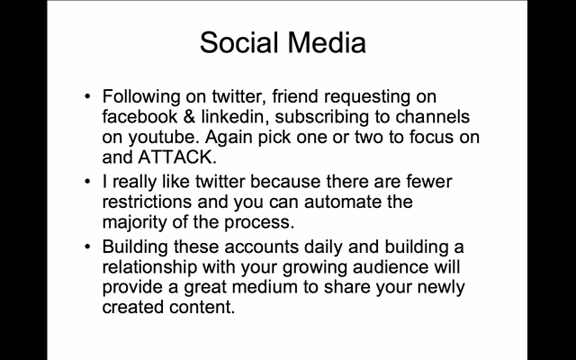 Social Media
• Following on twitter, friend requesting on
facebook & linkedin, subscribing to channels
on youtube. Again pick one or two to focus on
and ATTACK.
• I really like twitter because there are fewer
restrictions and you can automate the
majority of the process.
• Building these accounts daily and building a
relationship with your growing audience will
provide a great medium to share your newly
created content.